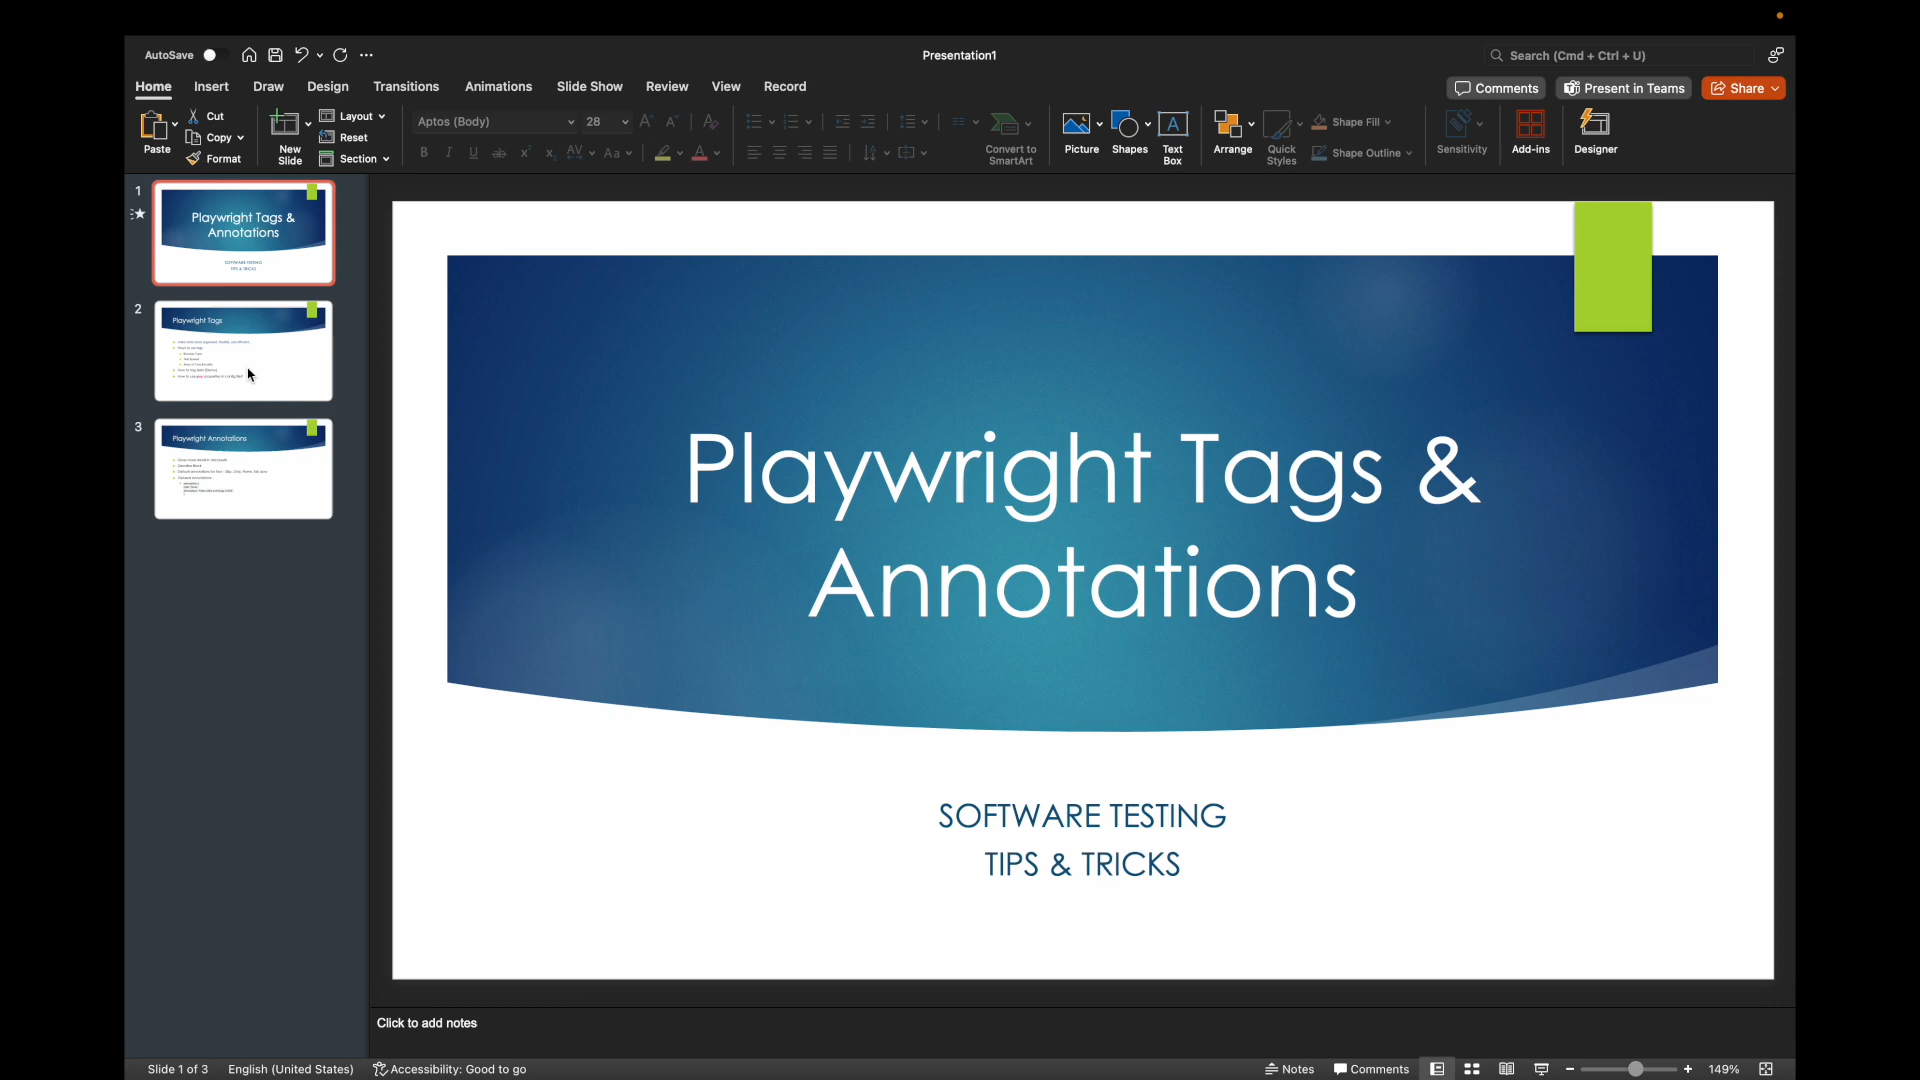 AutoSave
Presentation1
Search (Cmd + Ctrl + U)
Home Insert Draw Design Transitions Animations Slide Show Review View Record
Comments Present in Teams Share
Paste
Cut
Copy
Format
New Slide
Layout
Reset
Section
Aptos (Body) 28
Convert to SmartArt
Picture
Shapes
Text Box
Arrange
Quick Styles
Shape Fill
Shape Outline
Sensitivity
Add-ins
Designer
1
Playwright Tags &
Annotations
SOFTWARE TESTING
TIPS & TRICKS
2
Playwright Tags
3
Playwright Annotations
Playwright Tags &
Annotations
SOFTWARE TESTING
TIPS & TRICKS
Click to add notes
Slide 1 of 3 English (United States) Accessibility: Good to go Notes Comments 149%